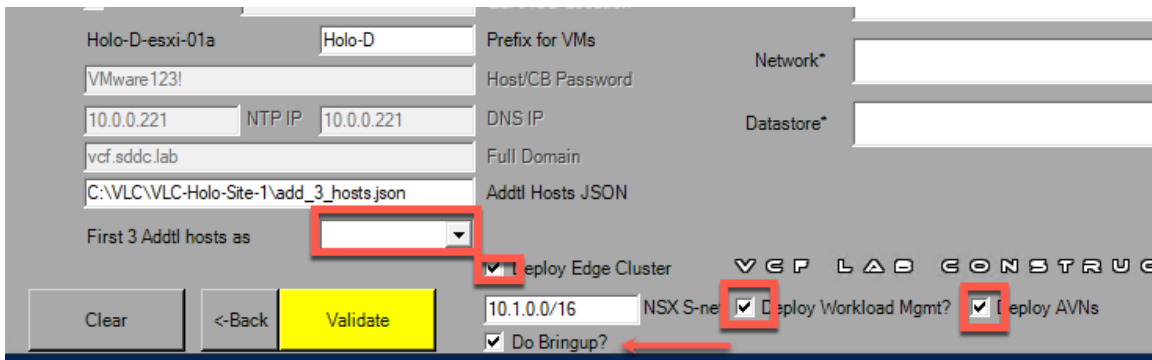 Holo-D-esxi-01a Holo-D Prefix for VMs
Network*
VMware123! Host/CB Password
10.0.0.221 NTP IP 10.0.0.221 DNS IP
Datastore*
vcf.sddc.lab Full Domain
C:\VLC\VLC-Holo-Site-1\add_3_hosts.json Addtl Hosts JSON
First 3 Addtl hosts as
Deploy Edge Cluster VCF LAB CONSTRUC
Clear <-Back Validate
10.1.0.0/16 NSX S-net Deploy Workload Mgmt? Deploy AVNs
Do Bringup?